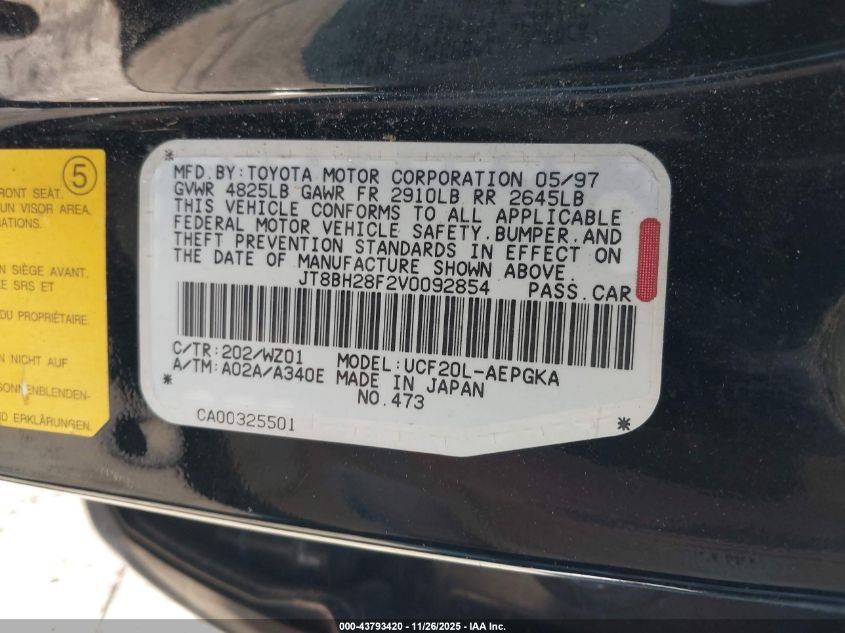 5
RONT SEAT.
UN VISOR AREA.
ATIONS.
N SIÈGE AVANT.
E SRS ET
DU PROPRIÉTAIRE.
N NICHT AUF
SONNENBLENDEN-
ND ERKLÄRUNGEN.
MFD.BY:TOYOTA MOTOR CORPORATION 05/97
GVWR 4825LB GAWR FR 2910LB RR 2645LB
THIS VEHICLE CONFORMS TO ALL APPLICABLE
FEDERAL MOTOR VEHICLE SAFETY,BUMPER,AND
THEFT PREVENTION STANDARDS IN EFFECT ON
THE DATE OF MANUFACTURE SHOWN ABOVE.
JT8BH28F2V0092854 PASS.CAR
C/TR:202/WZ01 MODEL:UCF20L-AEPGKA
A/TM:A02A/A340E MADE IN JAPAN
* NO.473
CA00325501 *
000-43793420 • 11/26/2025 • IAA Inc.